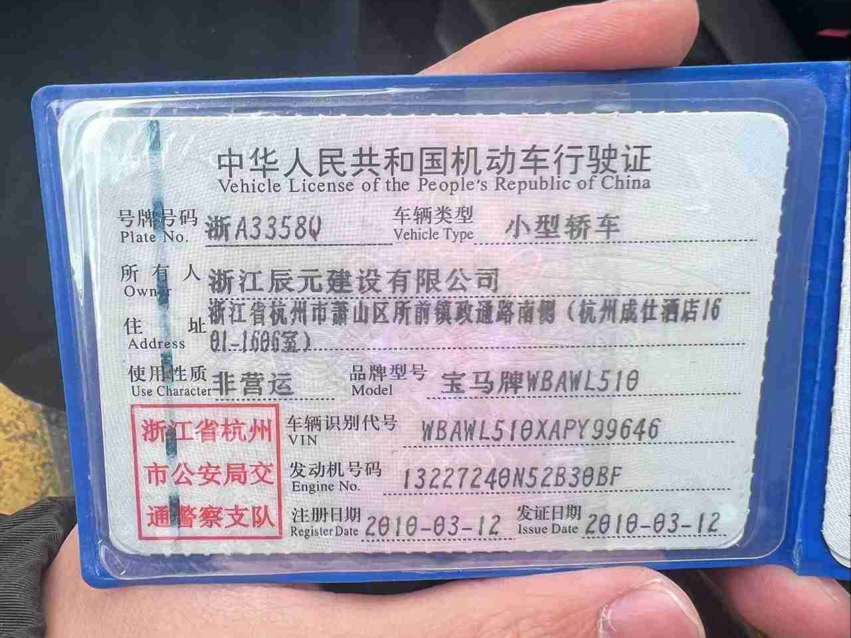 中华人民共和国机动车行驶证
Vehicle License of the People's Republic of China
号牌号码 浙A3358Q 车辆类型 小型轿车
Plate No. Vehicle Type
所有人 浙江辰元建设有限公司
Owner
住址 浙江省杭州市萧山区所前镇政通路南侧（杭州成仕酒店16
Address 01-1606室）
使用性质 非营运 品牌型号 宝马牌WBAWL510
Use Character Model
浙江省杭州 车辆识别代号 WBAWL510XAPY99646
VIN
市公安局交 发动机号码 13227240N52B30BF
Engine No.
通警察支队 注册日期 2010-03-12 发证日期 2010-03-12
Register Date Issue Date